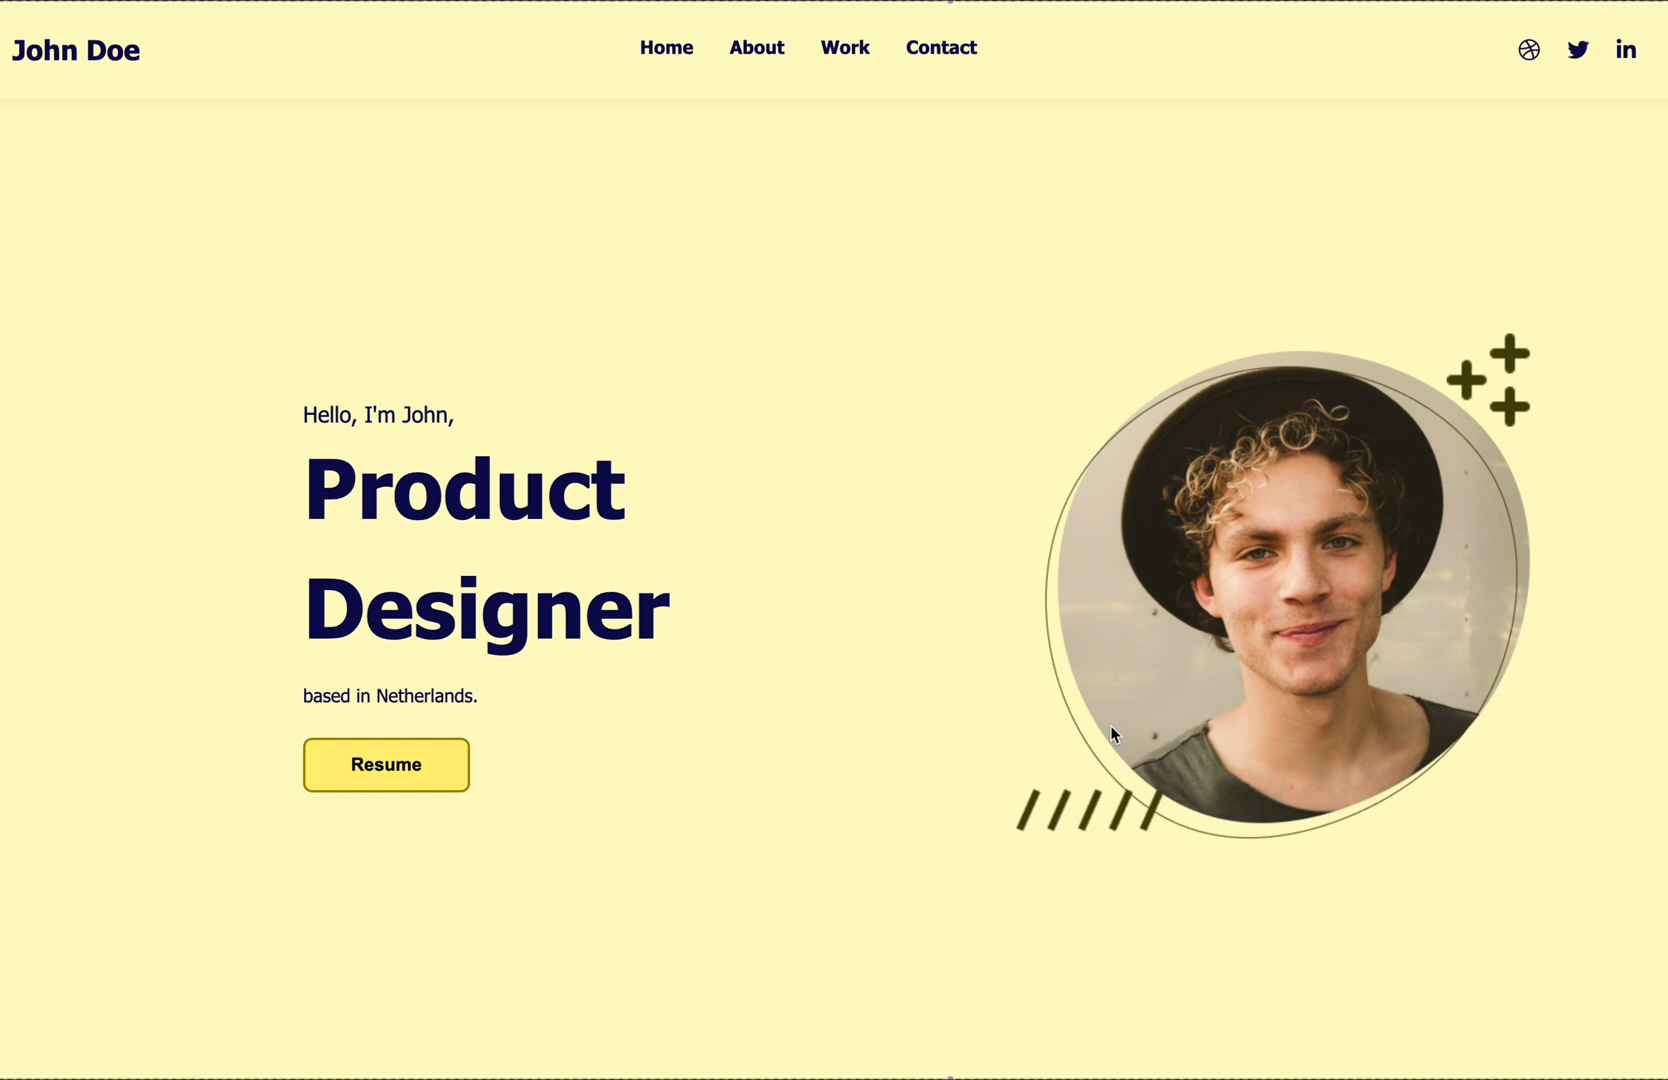 John Doe
Home About Work Contact
in
Hello, I'm John,
Product
Designer
based in Netherlands.
Resume